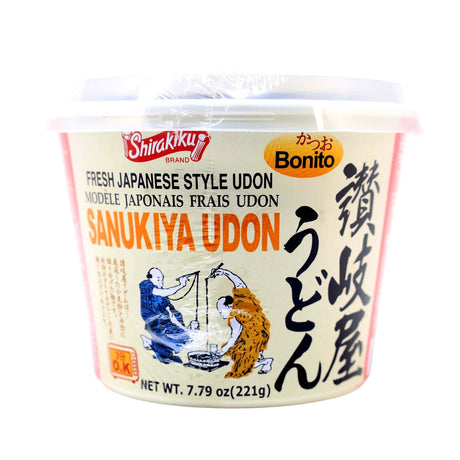 Shirakiku
BRAND
かつお
Bonito
FRESH JAPANESE STYLE UDON
MODÈLE JAPONAIS FRAIS UDON
SANUKIYA UDON
讃岐屋
うどん
O.K
NET WT. 7.79 oz(221g)